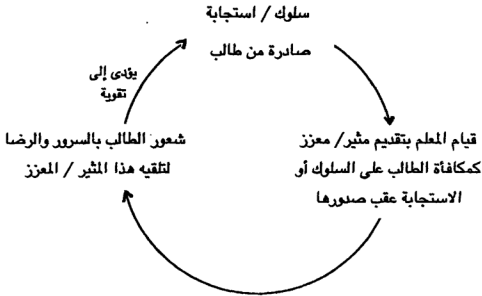 سلوك / استجابة
صادرة من طالب
قيام المعلم بتقديم مثير/ معزز
كمكافأة الطالب على السلوك أو
الاستجابة عقب صدورها
شعور الطالب بالسرور والرضا
لتلقيه هذا المثير / المعزز
يؤدى إلى
تقوية